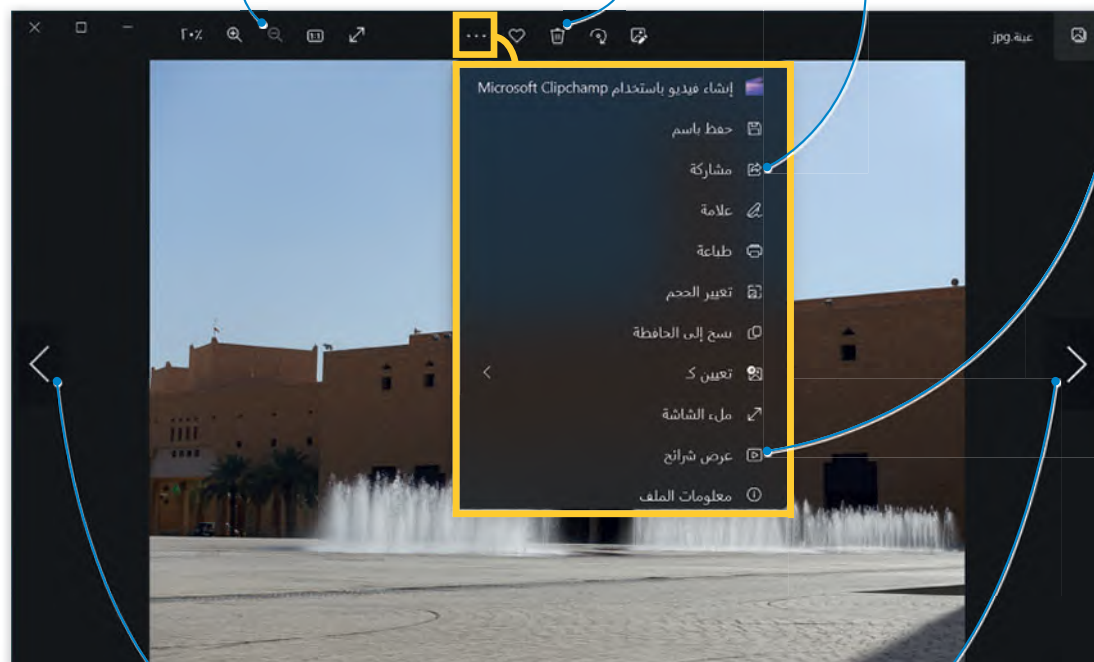 عينة.jpg
٢٠٪
إنشاء فيديو باستخدام Microsoft Clipchamp
حفظ باسم
مشاركة
علامة
طباعة
تغيير الحجم
نسخ إلى الحافظة
تعيين كـ
ملء الشاشة
عرض شرائح
معلومات الملف